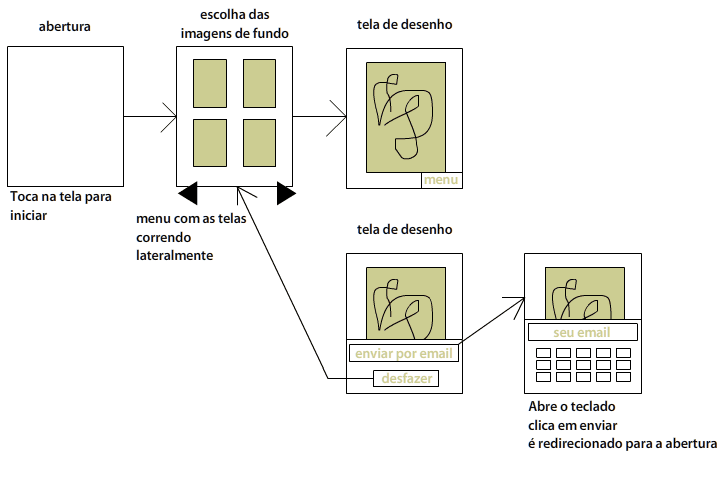 abertura
escolha das
imagens de fundo
tela de desenho
menu
Toca na tela para
iniciar
menu com as telas
correndo
lateralmente
tela de desenho
enviar por email
desfazer
seu email
Abre o teclado
clica em enviar
é redirecionado para a abertura